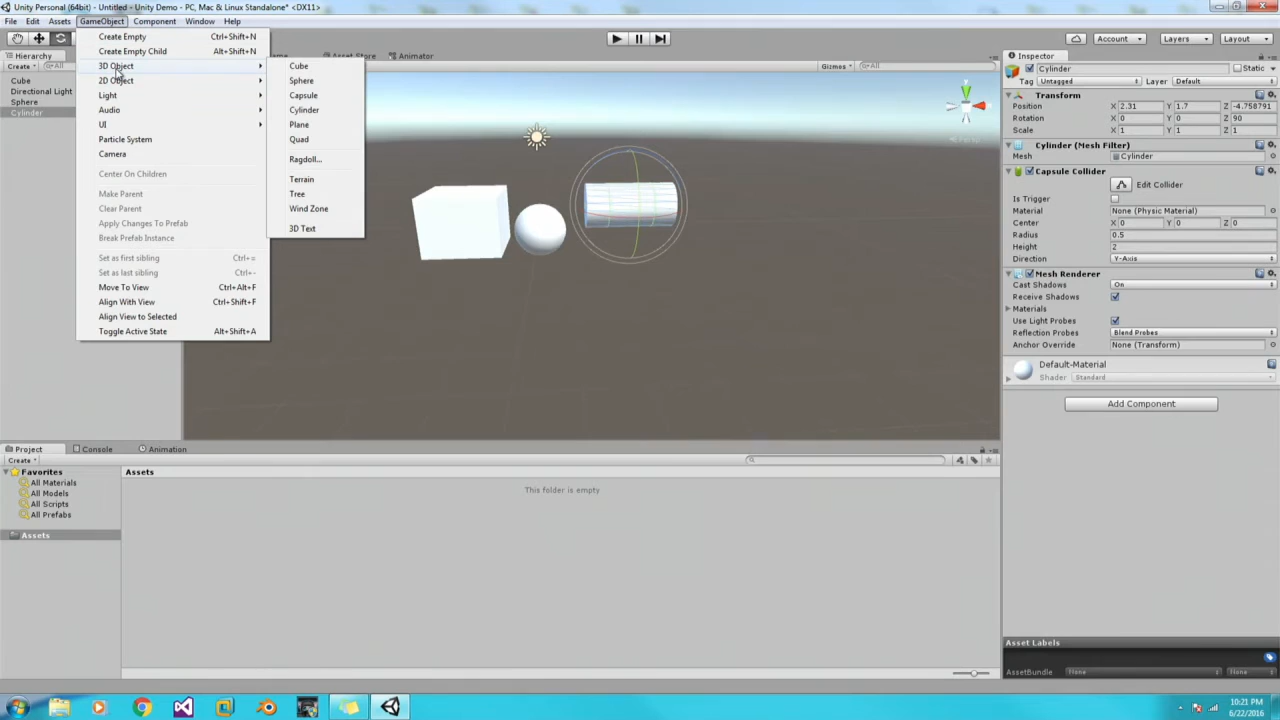 Unity Personal (64bit) - Untitled - Unity Demo - PC, Mac & Linux Standalone* <DX11>
File Edit Assets GameObject Component Window Help
Account Layers Layout
Hierarchy
Create All
Cube
Directional Light
Sphere
Cylinder
Create Empty Ctrl+Shift+N
Create Empty Child Alt+Shift+N
3D Object
2D Object
Light
Audio
UI
Particle System
Camera
Center On Children
Make Parent
Clear Parent
Apply Changes To Prefab
Break Prefab Instance
Set as first sibling Ctrl+=
Set as last sibling Ctrl+-
Move To View Ctrl+Alt+F
Align With View Ctrl+Shift+F
Align View to Selected
Toggle Active State Alt+Shift+A
Cube
Sphere
Capsule
Cylinder
Plane
Quad
Ragdoll...
Terrain
Tree
Wind Zone
3D Text
Asset Store Animator
Gizmos All
Persp
Inspector
Cylinder Static
Tag Untagged Layer Default
Transform
Position X 2.31 Y 1.7 Z -4.758791
Rotation X 0 Y 0 Z 90
Scale X 1 Y 1 Z 1
Cylinder (Mesh Filter)
Mesh Cylinder
Capsule Collider
Edit Collider
Is Trigger
Material None (Physic Material)
Center X 0 Y 0 Z 0
Radius 0.5
Height 2
Direction Y-Axis
Mesh Renderer
Cast Shadows On
Receive Shadows
Materials
Use Light Probes
Reflection Probes Blend Probes
Anchor Override None (Transform)
Default-Material
Shader Standard
Add Component
Project Console Animation
Create
Favorites
All Materials
All Models
All Scripts
All Prefabs
Assets
Assets
This folder is empty
Asset Labels
AssetBundle None None
10:21 PM
6/22/2016